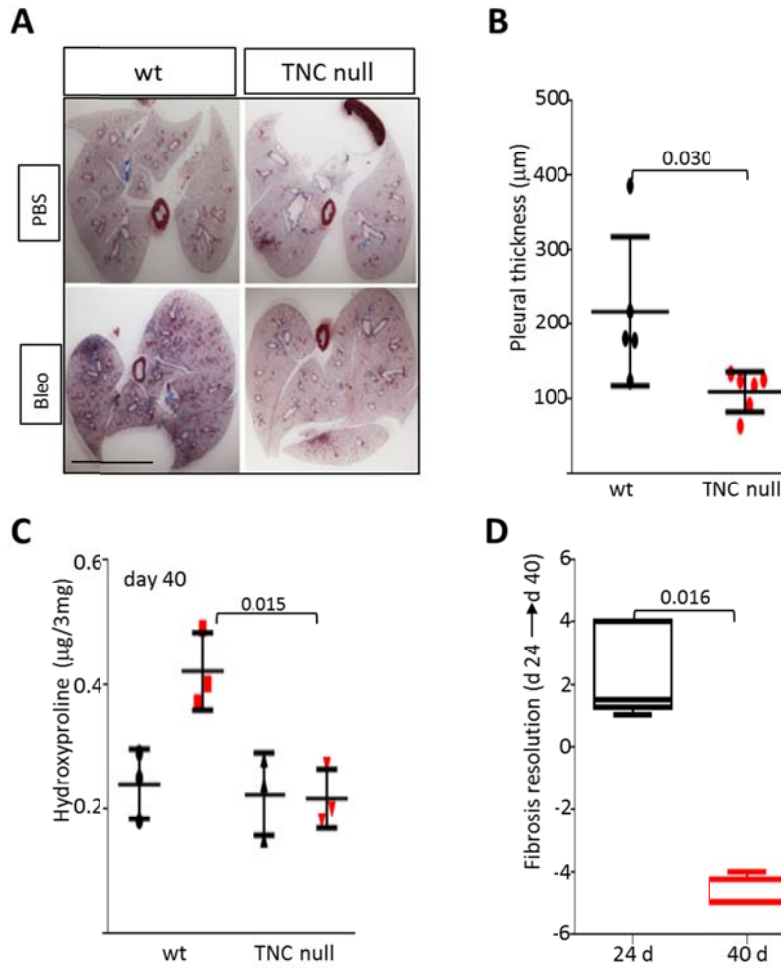 A
wt
TNC null
PBS
Bleo
B
Pleural thickness (µm)
500
400
300
200
100
0.030
wt
TNC null
C
Hydroxyproline (µg/3mg)
0.6
0.4
0.2
day 40
0.015
wt
TNC null
D
Fibrosis resolution (d 24 → d 40)
6
4
2
0
-2
-4
-6
0.016
24 d
40 d